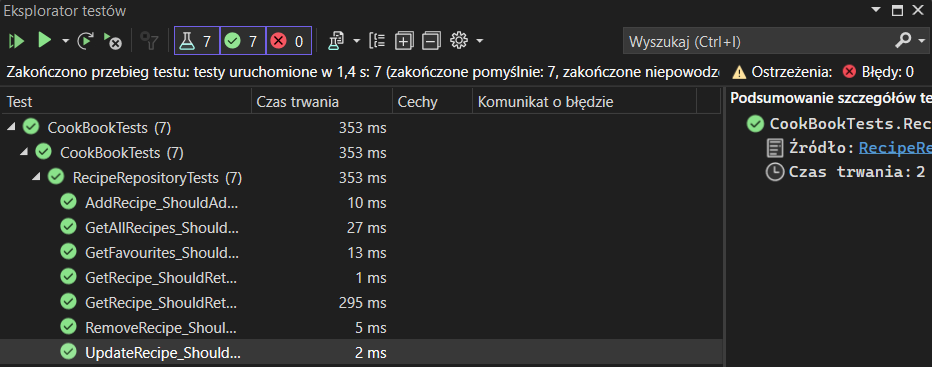 Eksplorator testów
7 7 0
Wyszukaj (Ctrl+I)
Zakończono przebieg testu: testy uruchomione w 1,4 s: 7 (zakończone pomyślnie: 7, zakończone niepowodz Ostrzeżenia: Błędy: 0
Test Czas trwania Cechy Komunikat o błędzie
CookBookTests (7) 353 ms
CookBookTests (7) 353 ms
RecipeRepositoryTests (7) 353 ms
AddRecipe_ShouldAd... 10 ms
GetAllRecipes_Should... 27 ms
GetFavourites_Should... 13 ms
GetRecipe_ShouldRet... 1 ms
GetRecipe_ShouldRet... 295 ms
RemoveRecipe_Shoul... 5 ms
UpdateRecipe_Should... 2 ms
Podsumowanie szczegółów te
CookBookTests.Rec
Źródło: RecipeRe
Czas trwania: 2